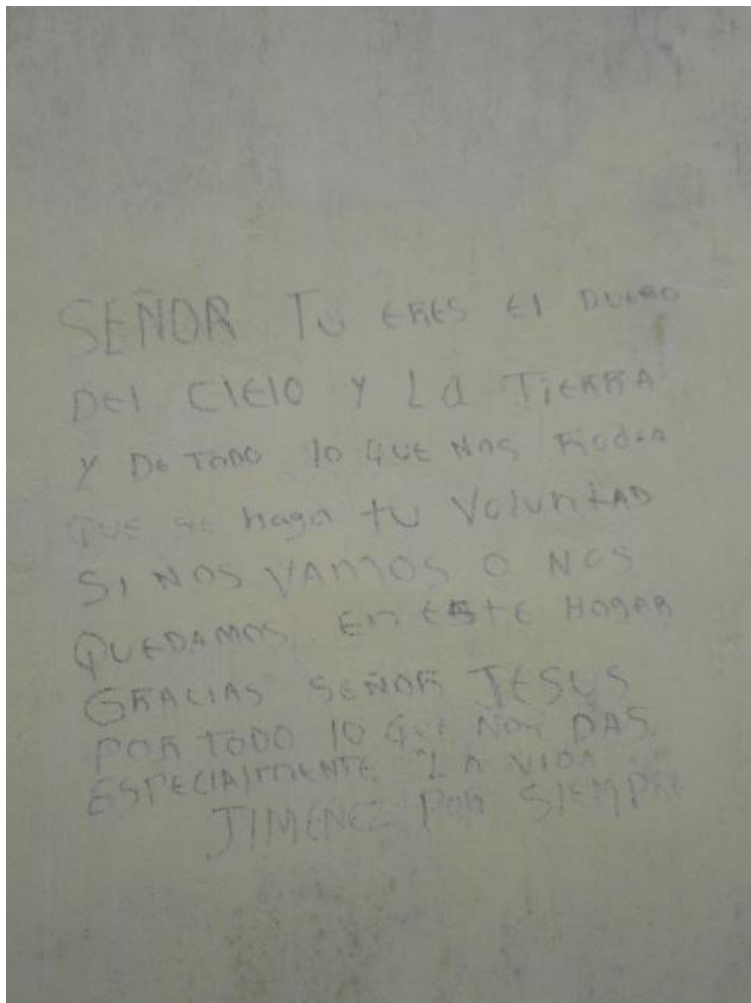 SEÑOR TU ERES El DUEÑO
DEl CIElO Y La TiERRA
Y DE TODO lO QUE NOS RODEA
QUE SE haga tU VoluntAD
SI NOS VAMOS O NOS
QUEDAMOS EN ESTE HOGAR
GRACIAS SEÑOR JESUS
POR TODO lO QUE NOS DAS
ESPECIAlMENTE LA VIDA
JIMENEZ POR SIEMPRE